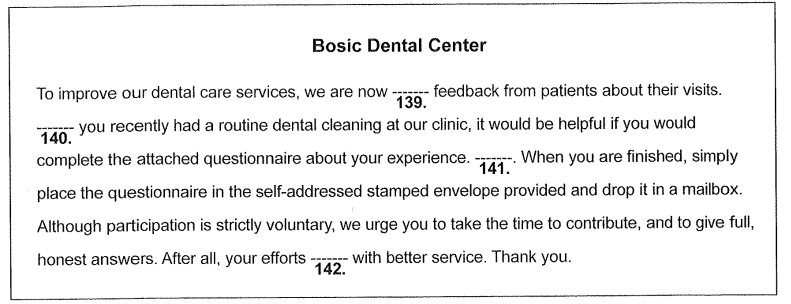 Bosic Dental Center
To improve our dental care services, we are now ------- feedback from patients about their visits.
139.
------- you recently had a routine dental cleaning at our clinic, it would be helpful if you would
140.
complete the attached questionnaire about your experience. -------. When you are finished, simply
141.
place the questionnaire in the self-addressed stamped envelope provided and drop it in a mailbox.
Although participation is strictly voluntary, we urge you to take the time to contribute, and to give full,
honest answers. After all, your efforts ------- with better service. Thank you.
142.